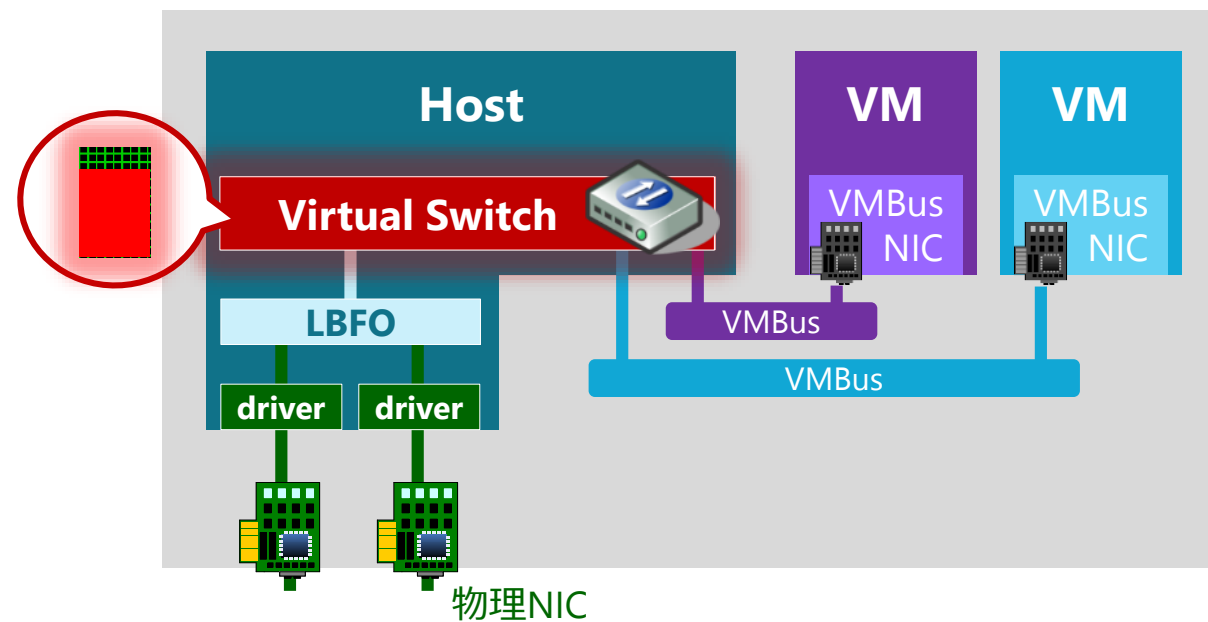 Host
VM
VM
Virtual Switch
VMBus
NIC
VMBus
NIC
LBFO
VMBus
VMBus
driver
driver
物理NIC